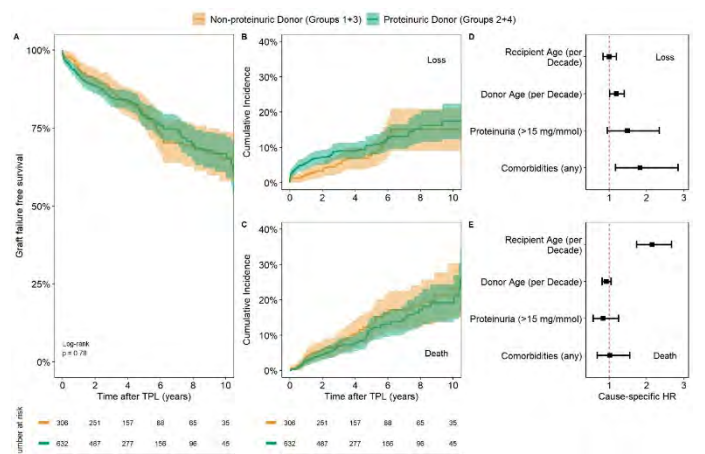 Non-proteinuric Donor (Groups 1+3) Proteinuric Donor (Groups 2+4)
A
100%
75%
50%
25%
0%
Graft failure free survival
Log-rank
p = 0.78
0 2 4 6 8 10
Time after TPL (years)
B
40%
30%
20%
10%
0%
Cumulative Incidence
Loss
0 2 4 6 8 10
C
40%
30%
20%
10%
0%
Cumulative Incidence
Death
0 2 4 6 8 10
Time after TPL (years)
D
Recipient Age (per
Decade)
Donor Age (per Decade)
Proteinuria (>15 mg/mmol)
Comorbidities (any)
Loss
0 1 2 3
E
Recipient Age (per
Decade)
Donor Age (per Decade)
Proteinuria (>15 mg/mmol)
Comorbidities (any)
Death
0 1 2 3
Cause-specific HR
umber at risk
306 251 157 88 65 35
632 467 277 156 96 45
306 251 157 88 65 35
632 467 277 156 96 45